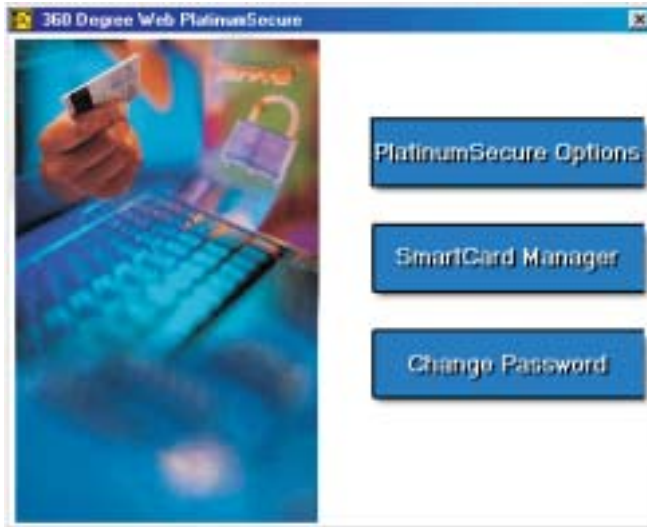 360 Degree Web PlatinumSecure
PlatinumSecure Options
SmartCard Manager
Change Password